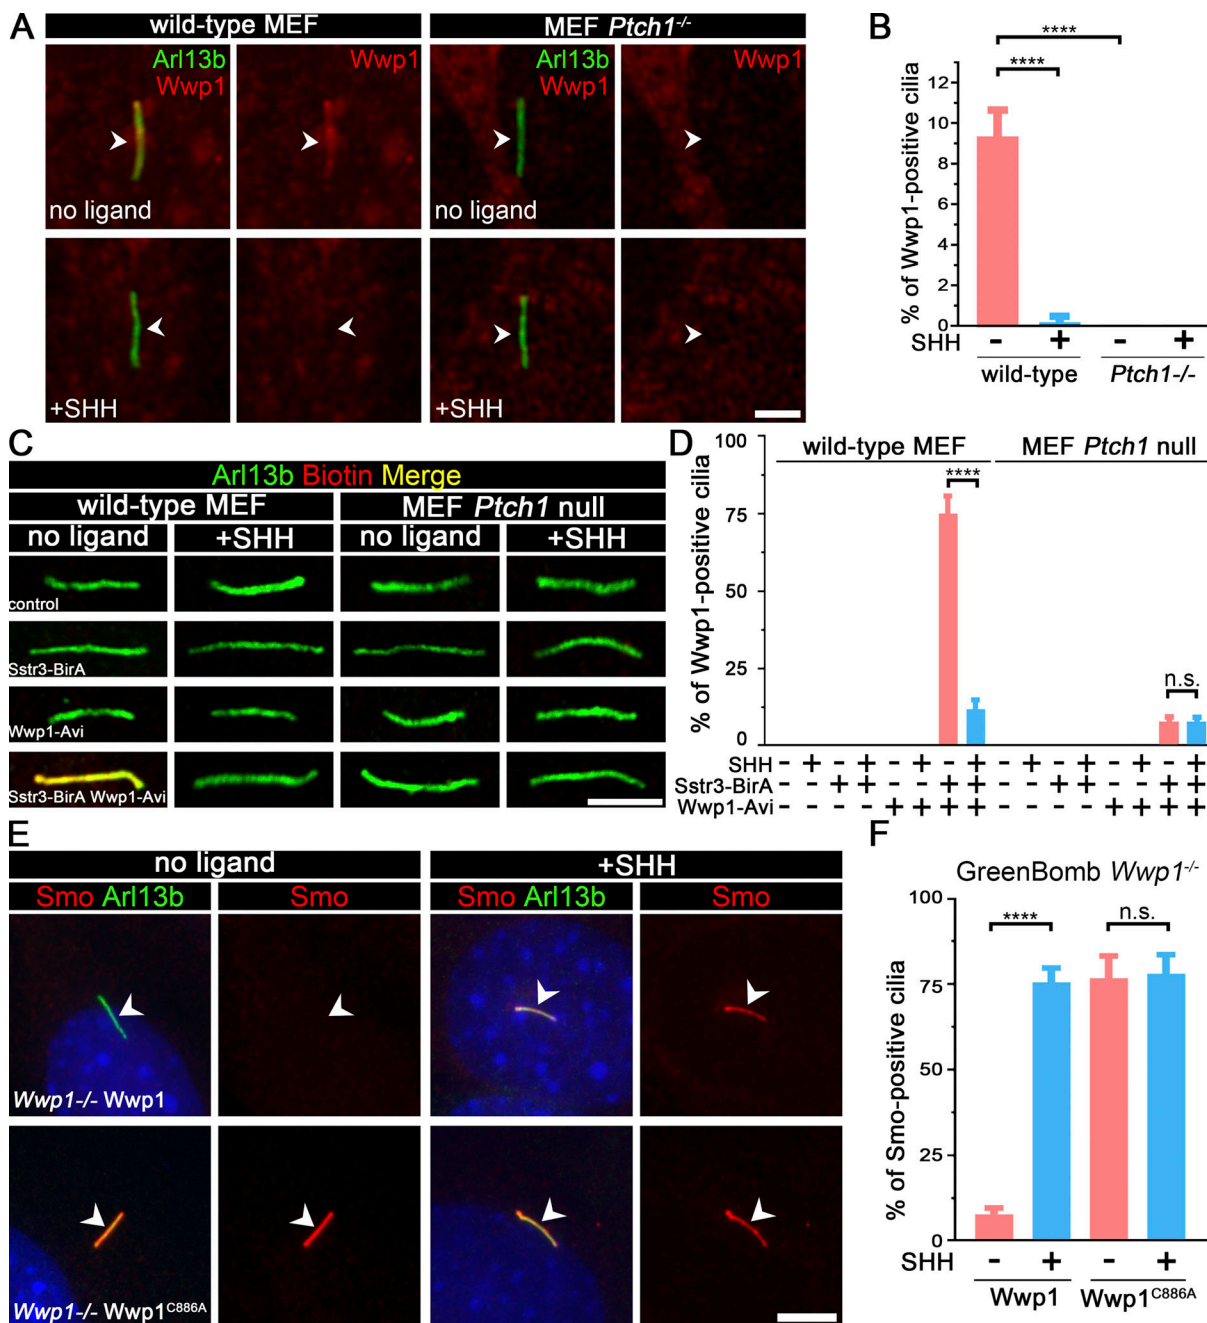 A
wild-type MEF
MEF Ptch1-/-
Arl13b
Wwp1
Wwp1
Arl13b
Wwp1
Wwp1
no ligand
no ligand
+SHH
+SHH
B
****
****
% of Wwp1-positive cilia
12
10
8
6
4
2
0
SHH - + - +
wild-type Ptch1-/-
C
Arl13b Biotin Merge
wild-type MEF MEF Ptch1 null
no ligand +SHH no ligand +SHH
control
Sstr3-BirA
Wwp1-Avi
Sstr3-BirA Wwp1-Avi
D
wild-type MEF MEF Ptch1 null
****
n.s.
% of Wwp1-positive cilia
100
75
50
25
0
SHH - + - + - + - + - + - + - + - +
Sstr3-BirA - - + + - - + + - - + + - - + +
Wwp1-Avi - - - - + + + + - - - - + + + +
E
no ligand +SHH
Smo Arl13b Smo Smo Arl13b Smo
Wwp1-/- Wwp1
Wwp1-/- Wwp1C886A
F
GreenBomb Wwp1-/-
**** n.s.
% of Smo-positive cilia
100
75
50
25
0
SHH - + - +
Wwp1 Wwp1C886A